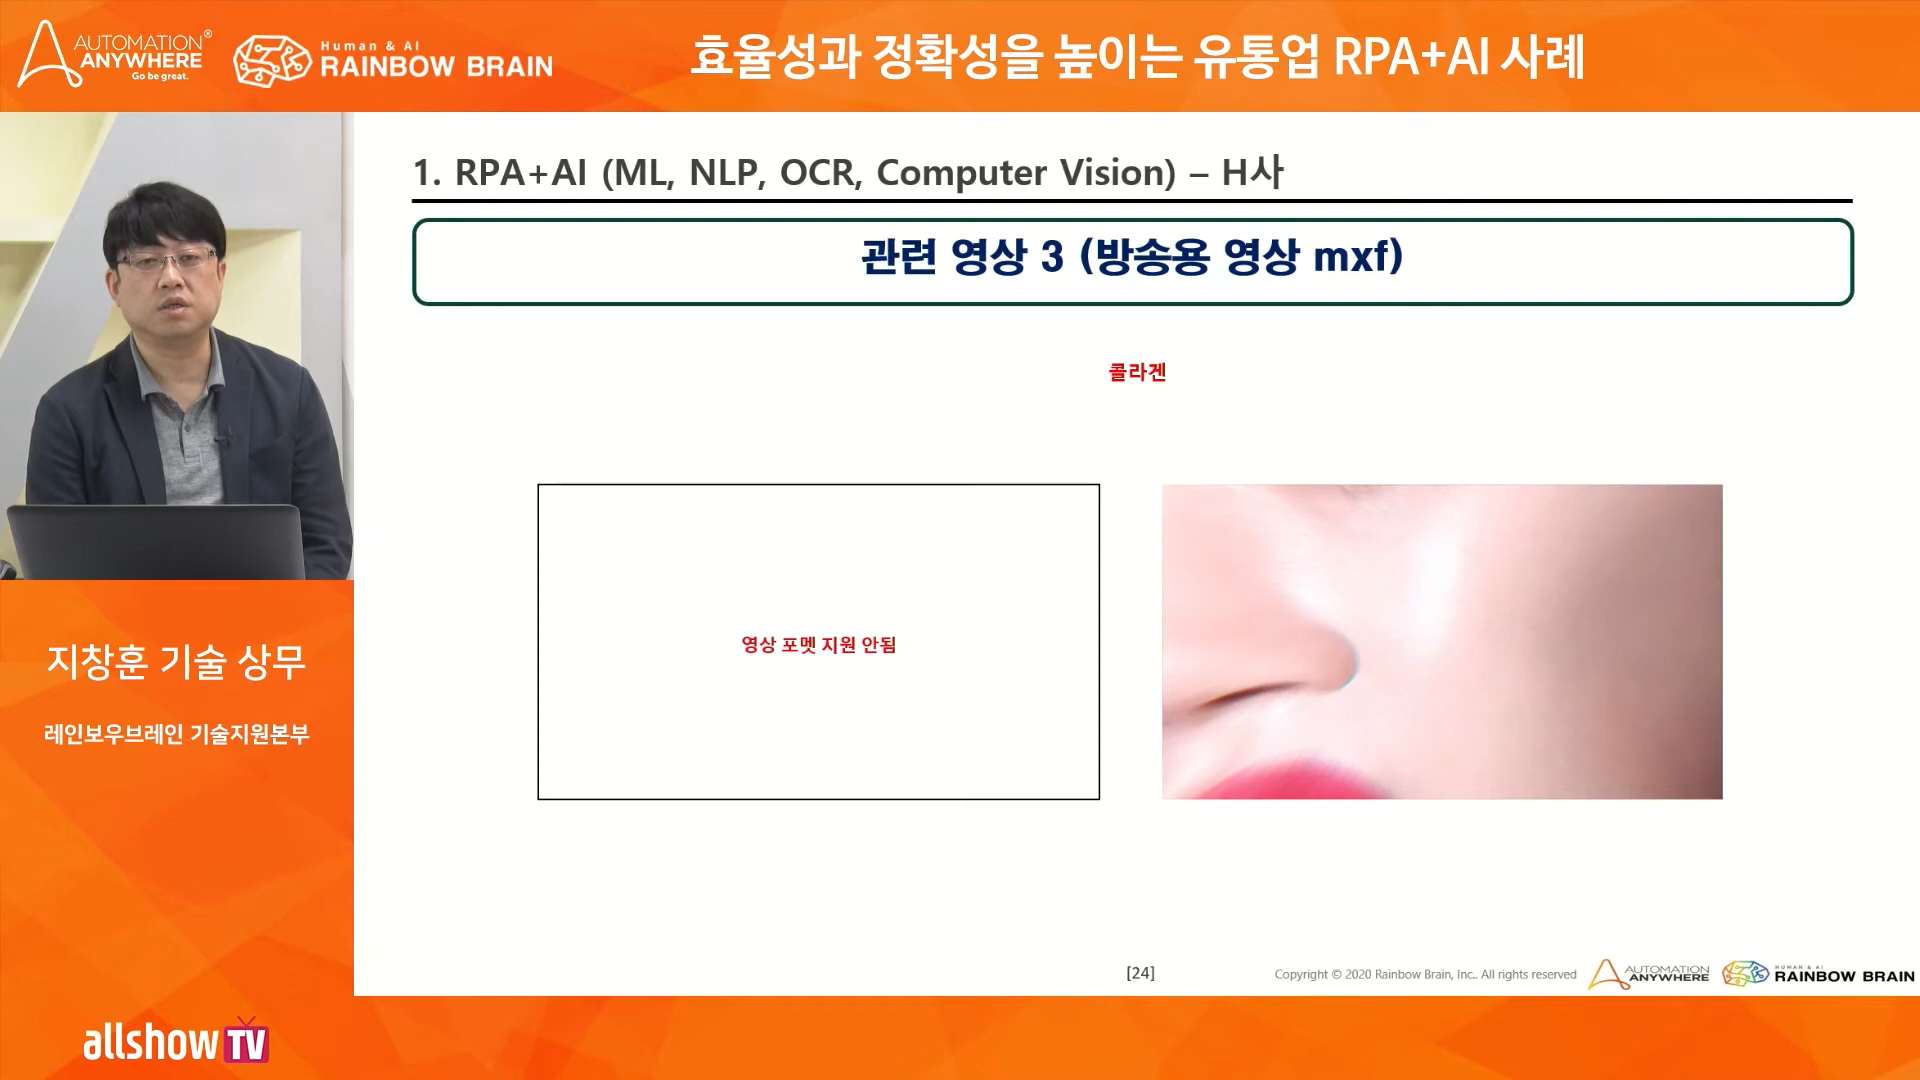 AUTOMATION
ANYWHERE
Go be great.
Human & AI
RAINBOW BRAIN
효율성과 정확성을 높이는 유통업 RPA+AI 사례
1. RPA+AI (ML, NLP, OCR, Computer Vision) – H사
관련 영상 3 (방송용 영상 mxf)
콜라겐
영상 포멧 지원 안됨
지창훈 기술 상무
레인보우브레인 기술지원본부
[24]
Copyright © 2020 Rainbow Brain, Inc.. All rights reserved
AUTOMATION
ANYWHERE
HUMAN & AI
RAINBOW BRAIN
allshow TV